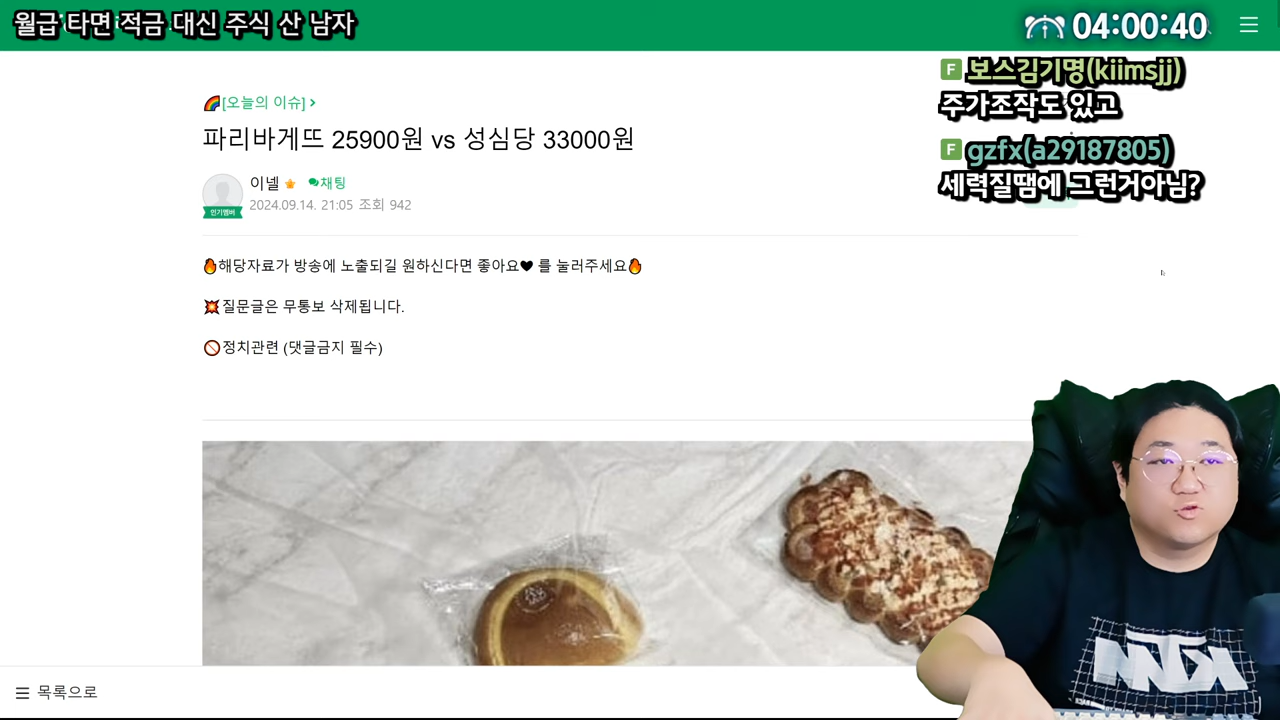 월급 타면 적금 대신 주식 산 남자
04:00:40
F 보스김기명(kiimsjj)
주가조작도 있고
F gzfx(a29187805)
세력질땜에 그런거아님?
[오늘의 이슈] >
파리바게뜨 25900원 vs 성심당 33000원
이넬 채팅
인기멤버
2024.09.14. 21:05 조회 942
🔥해당자료가 방송에 노출되길 원하신다면 좋아요🖤 를 눌러주세요🔥
💥질문글은 무통보 삭제됩니다.
🚫정치관련 (댓글금지 필수)
목록으로